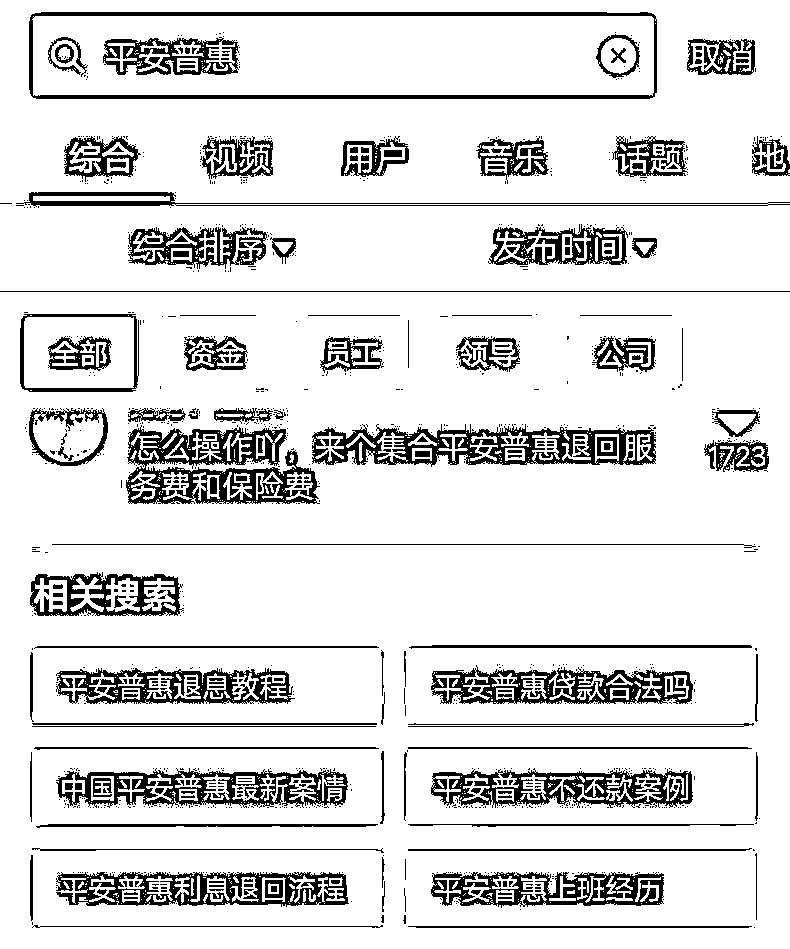 平安普惠
取消
综合 视频 用户 音乐 话题 地
综合排序 发布时间
全部 资金 员工 领导 公司
怎么操作吖。来个集合平安普惠退回服
务费和保险费
1723
相关搜索
平安普惠退息教程 平安普惠贷款合法吗
中国平安普惠最新案情 平安普惠不还款案例
平安普惠利息退回流程 平安普惠上班经历